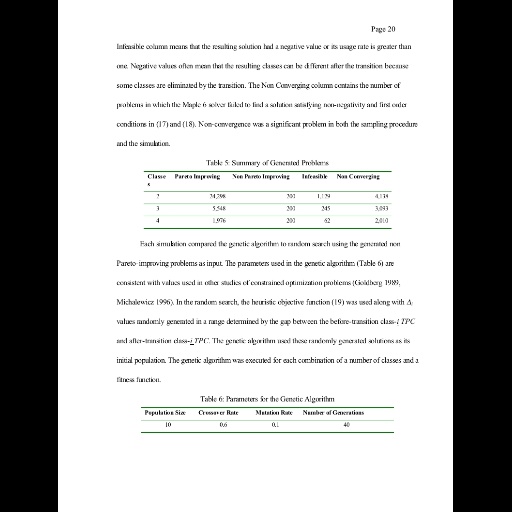 Page 20
Infeasible column means that the resulting solution had a negative value or its usage rate is greater than
one. Negative values often mean that the resulting classes can be different after the transition because
some classes are eliminated by the transition. The Non Converging column contains the number of
problems in which the Maple 6 solver failed to find a solution satisfying non-negativity and first order
conditions in (17) and (18). Non-convergence was a significant problem in both the sampling procedure
and the simulation.
Table 5: Summary of Generated Problems
Classes Pareto Improving Non Pareto Improving Infeasible Non Converging
2 24,298 200 1,129 4,138
3 5,548 200 245 3,093
4 1,976 200 62 2,010
Each simulation compared the genetic algorithm to random search using the generated non
Pareto-improving problems as input. The parameters used in the genetic algorithm (Table 6) are
consistent with values used in other studies of constrained optimization problems (Goldberg 1989,
Michalewicz 1996). In the random search, the heuristic objective function (19) was used along with Δi
values randomly generated in a range determined by the gap between the before-transition class-i TPC
and after-transition class-i TPC. The genetic algorithm used these randomly generated solutions as its
initial population. The genetic algorithm was executed for each combination of a number of classes and a
fitness function.
Table 6: Parameters for the Genetic Algorithm
Population Size Crossover Rate Mutation Rate Number of Generations
10 0.6 0.1 40